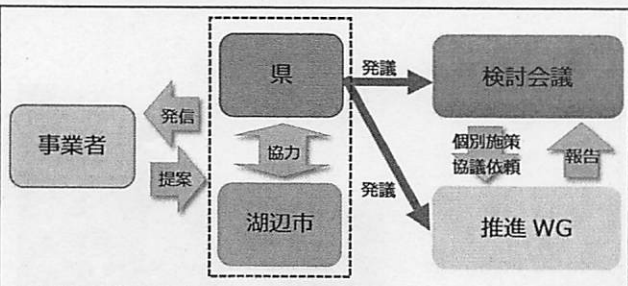 県
発議
検討会議
発信
事業者
協力
個別施策
協議依頼
報告
提案
発議
湖辺市
推進 WG